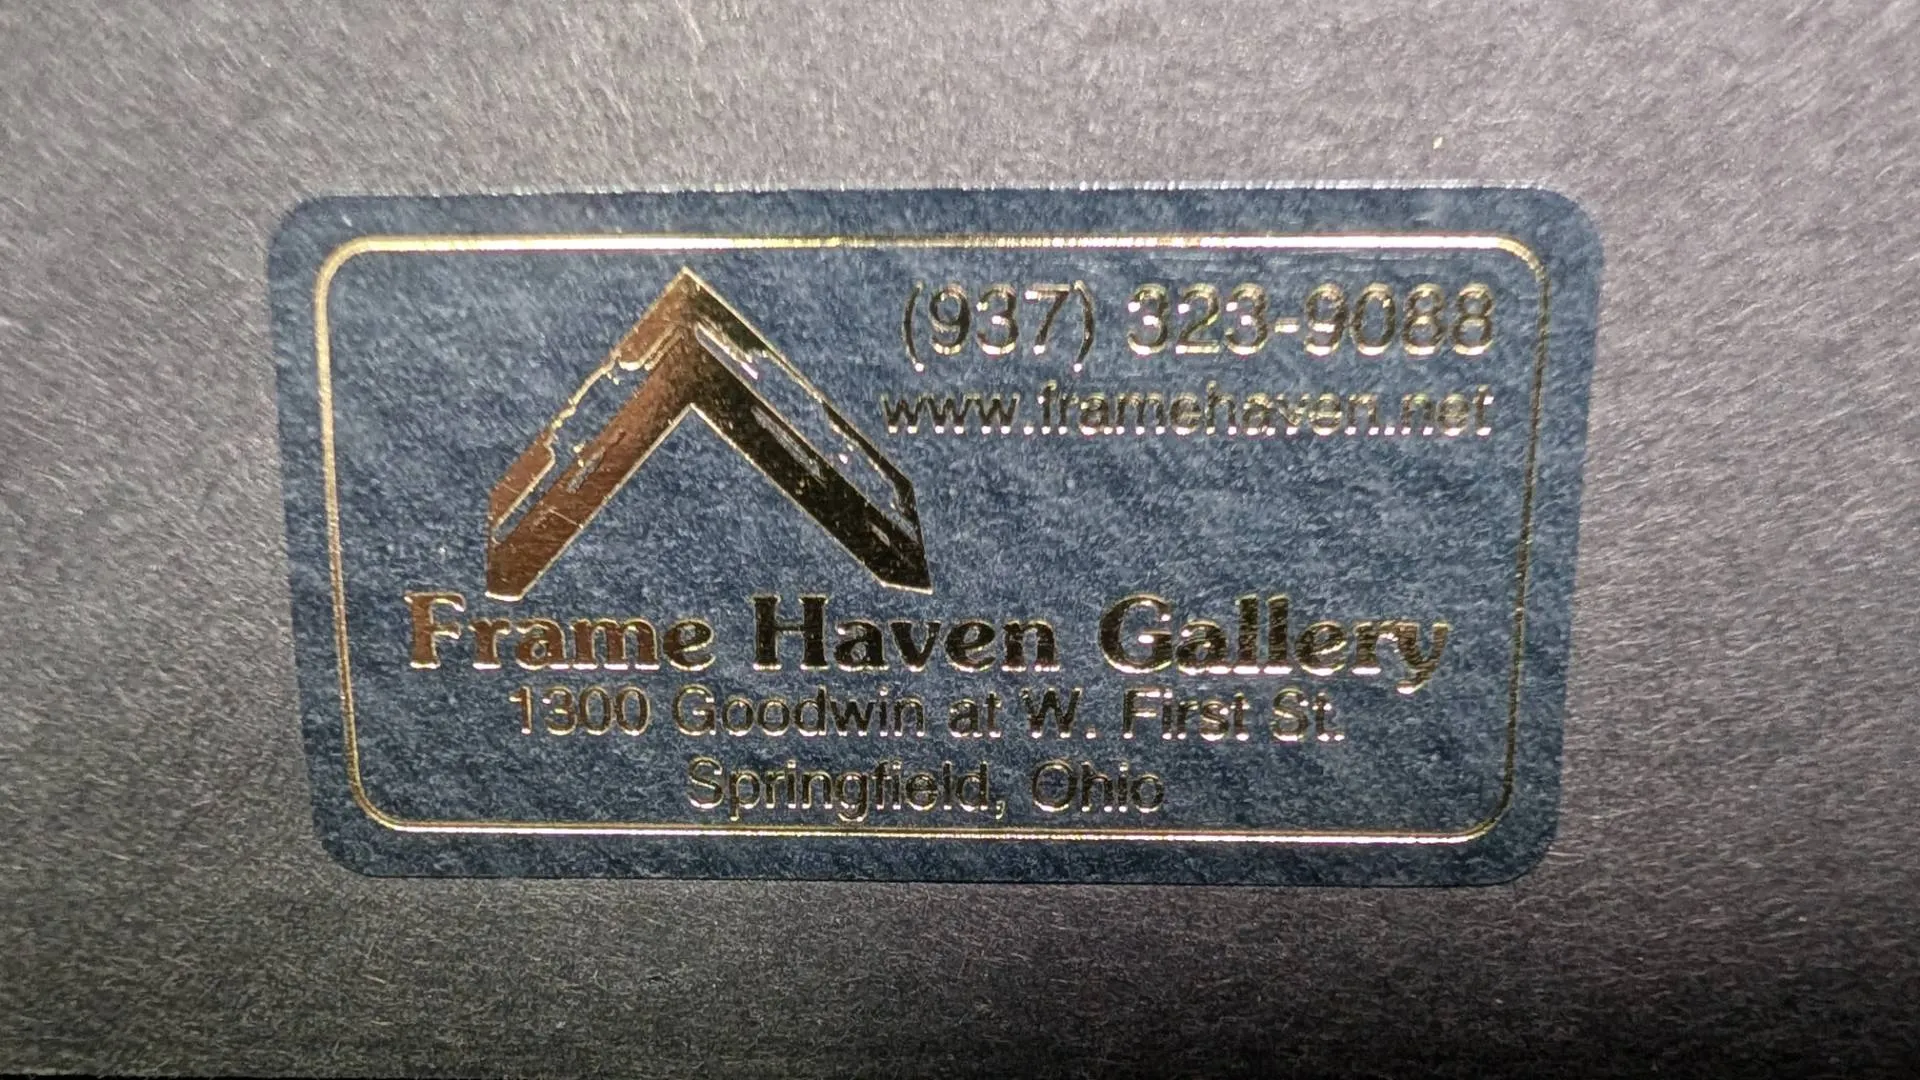 (937) 323-9088
www.framehaven.net
Frame Haven Gallery
1300 Goodwin at W. First St.
Springfield, Ohio